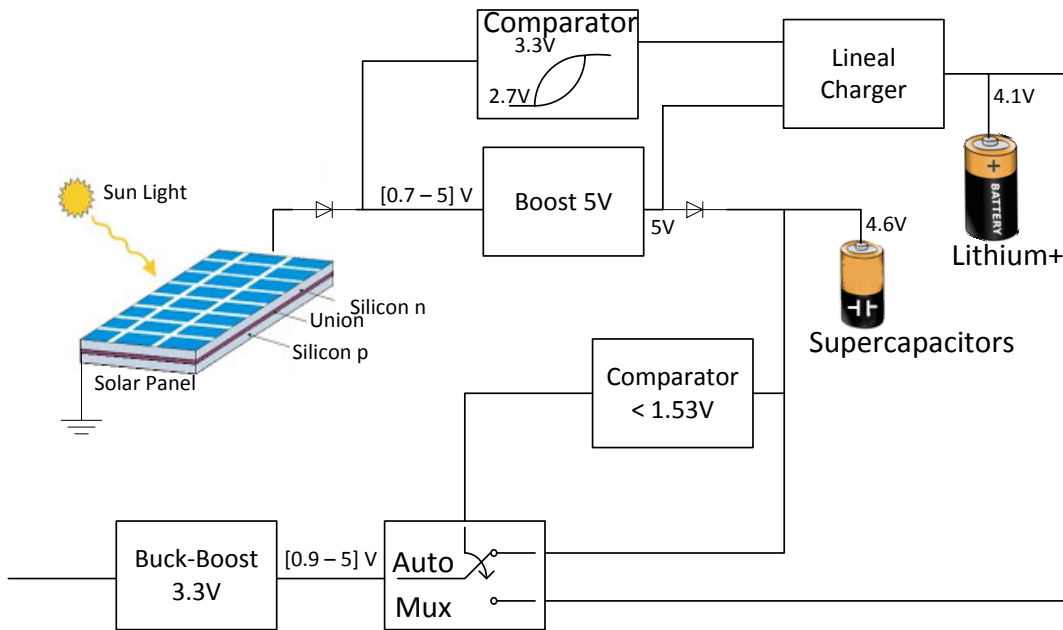 Comparator
3.3V
2.7V
Lineal
Charger
4.1V
+
BATTERY
Lithium+
Sun Light
[0.7 – 5] V
Boost 5V
5V
4.6V
Supercapacitors
Silicon n
Union
Silicon p
Solar Panel
Comparator
< 1.53V
Buck-Boost
3.3V
[0.9 – 5] V
Auto
Mux